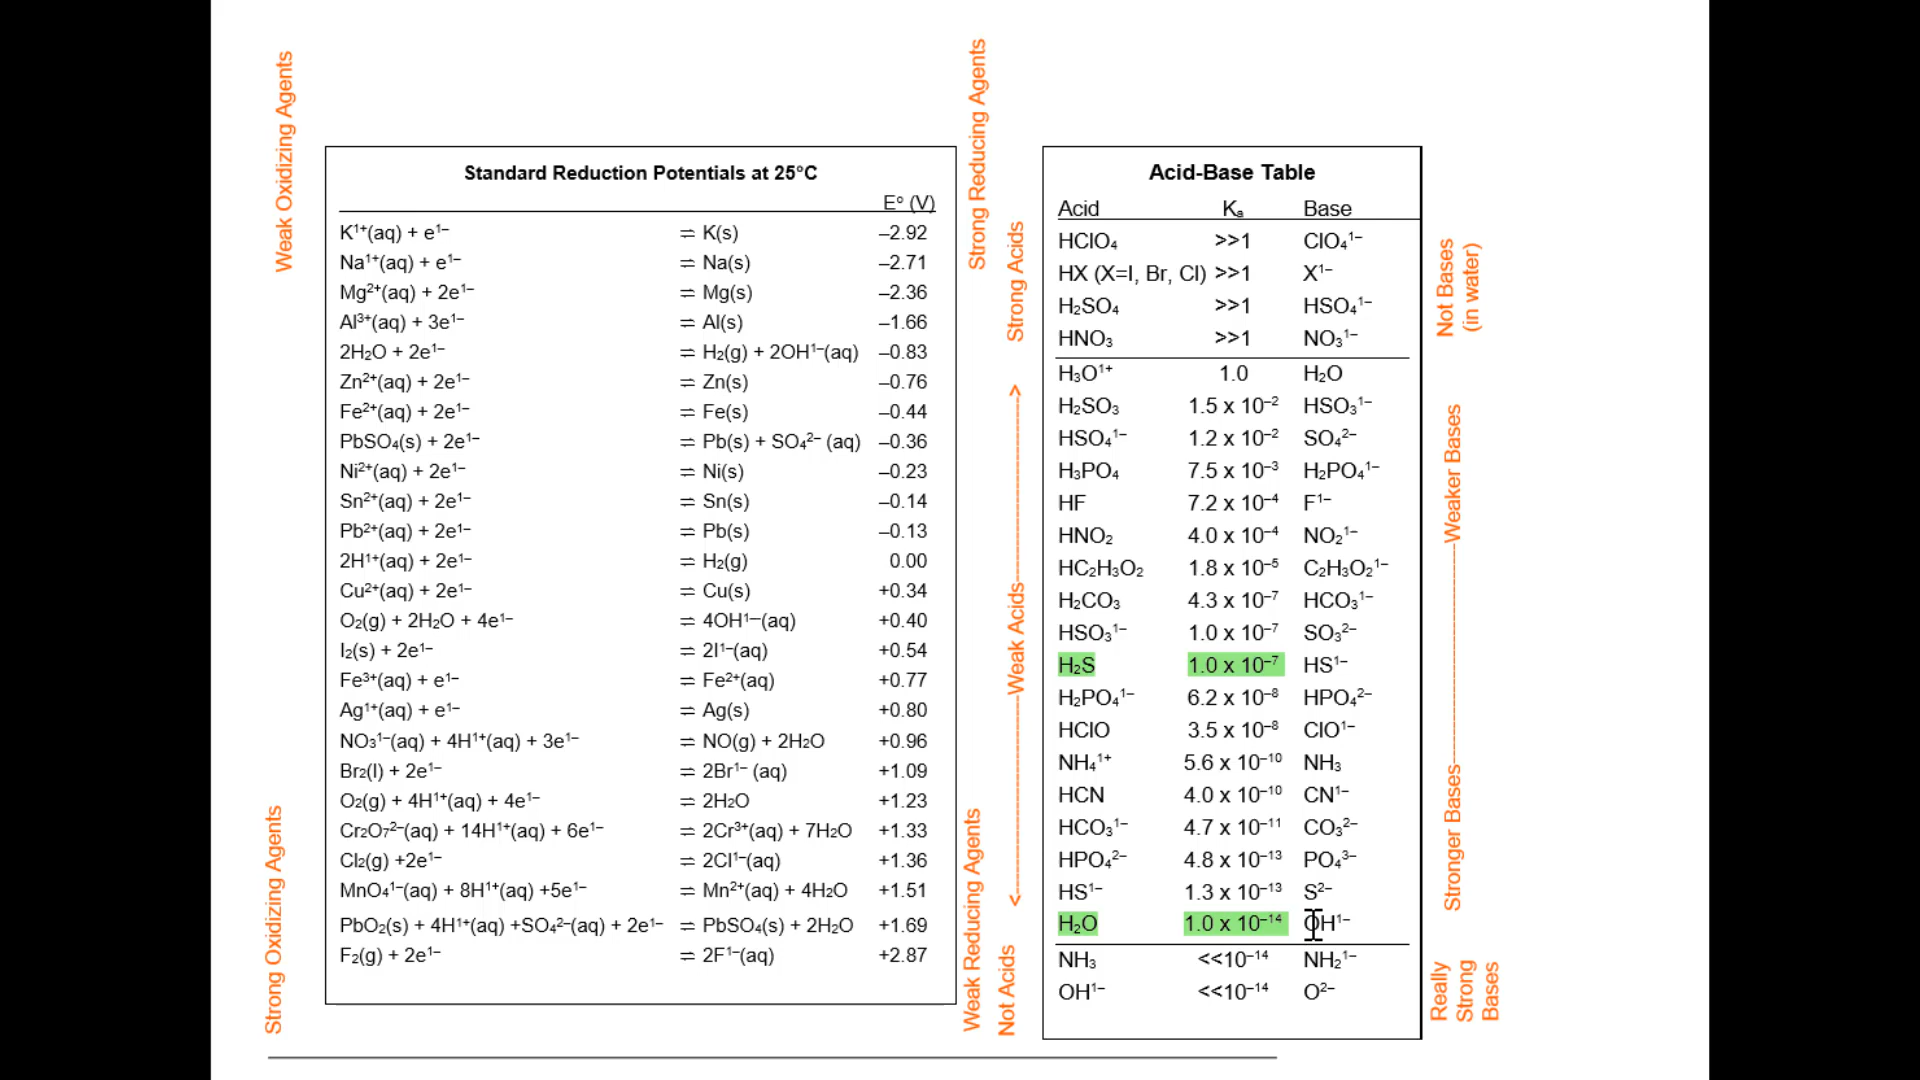 Weak Oxidizing Agents
Strong Oxidizing Agents
Standard Reduction Potentials at 25°C
E° (V)
K¹⁺(aq) + e¹⁻ ⇌ K(s) –2.92
Na¹⁺(aq) + e¹⁻ ⇌ Na(s) –2.71
Mg²⁺(aq) + 2e¹⁻ ⇌ Mg(s) –2.36
Al³⁺(aq) + 3e¹⁻ ⇌ Al(s) –1.66
2H₂O + 2e¹⁻ ⇌ H₂(g) + 2OH¹⁻(aq) –0.83
Zn²⁺(aq) + 2e¹⁻ ⇌ Zn(s) –0.76
Fe²⁺(aq) + 2e¹⁻ ⇌ Fe(s) –0.44
PbSO₄(s) + 2e¹⁻ ⇌ Pb(s) + SO₄²⁻ (aq) –0.36
Ni²⁺(aq) + 2e¹⁻ ⇌ Ni(s) –0.23
Sn²⁺(aq) + 2e¹⁻ ⇌ Sn(s) –0.14
Pb²⁺(aq) + 2e¹⁻ ⇌ Pb(s) –0.13
2H¹⁺(aq) + 2e¹⁻ ⇌ H₂(g) 0.00
Cu²⁺(aq) + 2e¹⁻ ⇌ Cu(s) +0.34
O₂(g) + 2H₂O + 4e¹⁻ ⇌ 4OH¹⁻(aq) +0.40
I₂(s) + 2e¹⁻ ⇌ 2I¹⁻(aq) +0.54
Fe³⁺(aq) + e¹⁻ ⇌ Fe²⁺(aq) +0.77
Ag¹⁺(aq) + e¹⁻ ⇌ Ag(s) +0.80
NO₃¹⁻(aq) + 4H¹⁺(aq) + 3e¹⁻ ⇌ NO(g) + 2H₂O +0.96
Br₂(l) + 2e¹⁻ ⇌ 2Br¹⁻ (aq) +1.09
O₂(g) + 4H¹⁺(aq) + 4e¹⁻ ⇌ 2H₂O +1.23
Cr₂O₇²⁻(aq) + 14H¹⁺(aq) + 6e¹⁻ ⇌ 2Cr³⁺(aq) + 7H₂O +1.33
Cl₂(g) +2e¹⁻ ⇌ 2Cl¹⁻(aq) +1.36
MnO₄¹⁻(aq) + 8H¹⁺(aq) +5e¹⁻ ⇌ Mn²⁺(aq) + 4H₂O +1.51
PbO₂(s) + 4H¹⁺(aq) +SO₄²⁻(aq) + 2e¹⁻ ⇌ PbSO₄(s) + 2H₂O +1.69
F₂(g) + 2e¹⁻ ⇌ 2F¹⁻(aq) +2.87
Strong Reducing Agents
Weak Reducing Agents
Strong Acids
Weak Acids
Not Acids
Acid-Base Table
Acid Kₐ Base
HClO₄ >>1 ClO₄¹⁻
HX (X=I, Br, Cl) >>1 X¹⁻
H₂SO₄ >>1 HSO₄¹⁻
HNO₃ >>1 NO₃¹⁻
H₃O¹⁺ 1.0 H₂O
H₂SO₃ 1.5 x 10⁻² HSO₃¹⁻
HSO₄¹⁻ 1.2 x 10⁻² SO₄²⁻
H₃PO₄ 7.5 x 10⁻³ H₂PO₄¹⁻
HF 7.2 x 10⁻⁴ F¹⁻
HNO₂ 4.0 x 10⁻⁴ NO₂¹⁻
HC₂H₃O₂ 1.8 x 10⁻⁵ C₂H₃O₂¹⁻
H₂CO₃ 4.3 x 10⁻⁷ HCO₃¹⁻
HSO₃¹⁻ 1.0 x 10⁻⁷ SO₃²⁻
H₂S 1.0 x 10⁻⁷ HS¹⁻
H₂PO₄¹⁻ 6.2 x 10⁻⁸ HPO₄²⁻
HClO 3.5 x 10⁻⁸ ClO¹⁻
NH₄¹⁺ 5.6 x 10⁻¹⁰ NH₃
HCN 4.0 x 10⁻¹⁰ CN¹⁻
HCO₃¹⁻ 4.7 x 10⁻¹¹ CO₃²⁻
HPO₄²⁻ 4.8 x 10⁻¹³ PO₄³⁻
HS¹⁻ 1.3 x 10⁻¹³ S²⁻
H₂O 1.0 x 10⁻¹⁴ OH¹⁻
NH₃ <<10⁻¹⁴ NH₂¹⁻
OH¹⁻ <<10⁻¹⁴ O²⁻
Not Bases
(in water)
Stronger Bases
Weaker Bases
Really
Strong
Bases